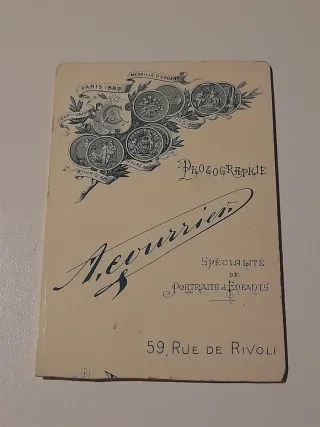 MÉDAILLE D'ARGENT
PARIS 1889
PHOTOGRAPHIE
A. Courrier
SPÉCIALITÉ
DE
PORTRAITS d'ENFANTS
59, RUE DE RIVOLI